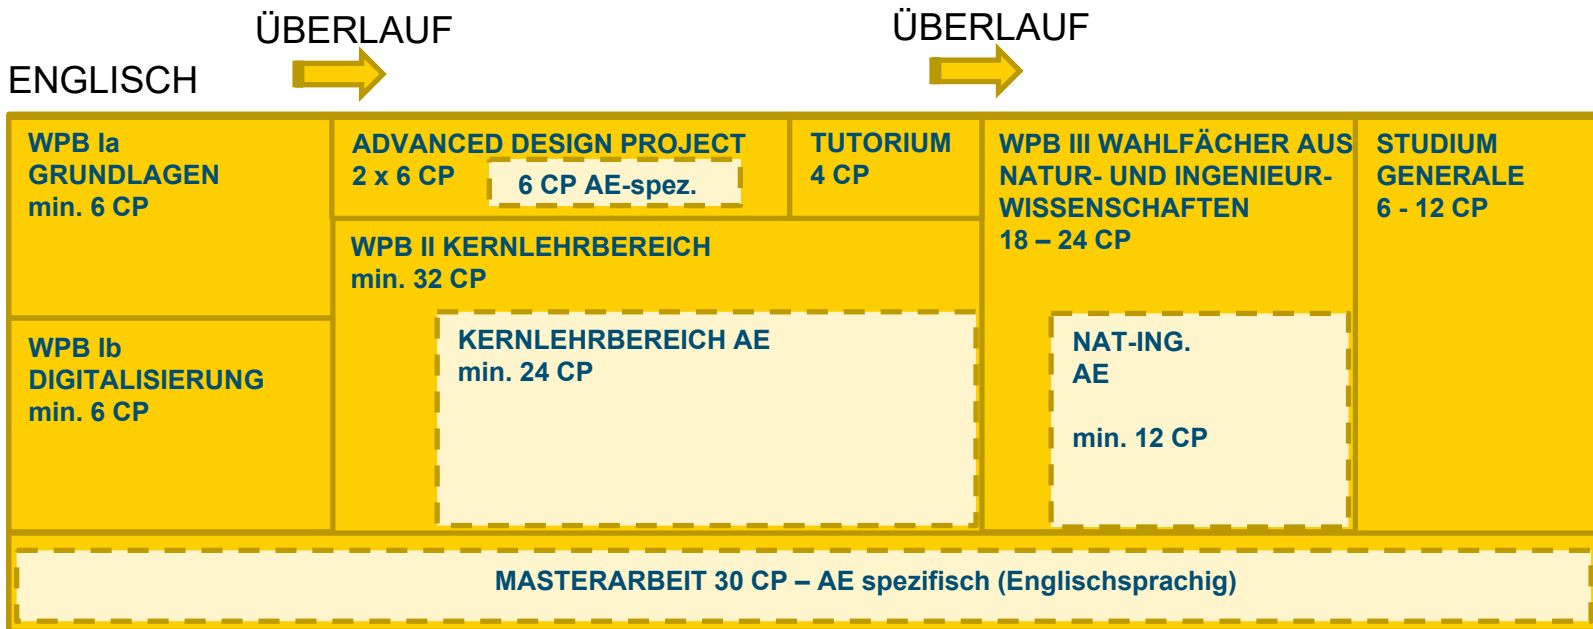 ÜBERLAUF
ÜBERLAUF
ENGLISCH
WPB Ia
GRUNDLAGEN
min. 6 CP
WPB Ib
DIGITALISIERUNG
min. 6 CP
ADVANCED DESIGN PROJECT
2 x 6 CP
6 CP AE-spez.
TUTORIUM
4 CP
WPB II KERNLEHRBEREICH
min. 32 CP
KERNLEHRBEREICH AE
min. 24 CP
WPB III WAHLFÄCHER AUS
NATUR- UND INGENIEUR-
WISSENSCHAFTEN
18 – 24 CP
NAT-ING.
AE
min. 12 CP
STUDIUM
GENERALE
6 - 12 CP
MASTERARBEIT 30 CP – AE spezifisch (Englischsprachig)